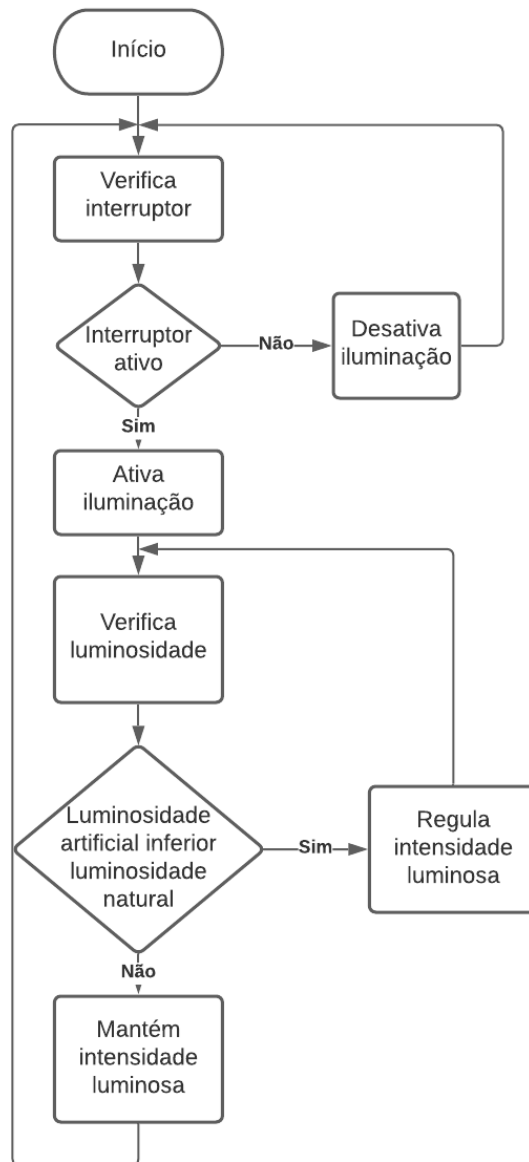 Início
Verifica
interruptor
Interruptor
ativo
Não
Desativa
iluminação
Sim
Ativa
iluminação
Verifica
luminosidade
Luminosidade
artificial inferior
luminosidade
natural
Sim
Regula
intensidade
luminosa
Não
Mantém
intensidade
luminosa